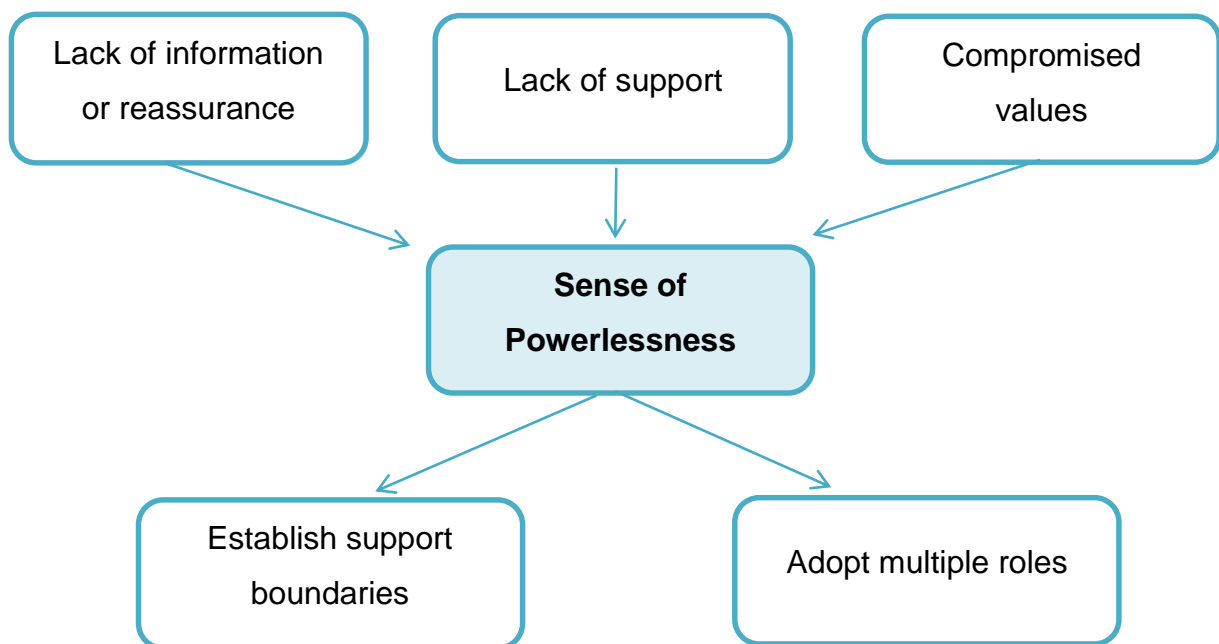 Lack of information
or reassurance
Lack of support
Compromised
values
Sense of
Powerlessness
Establish support
boundaries
Adopt multiple roles